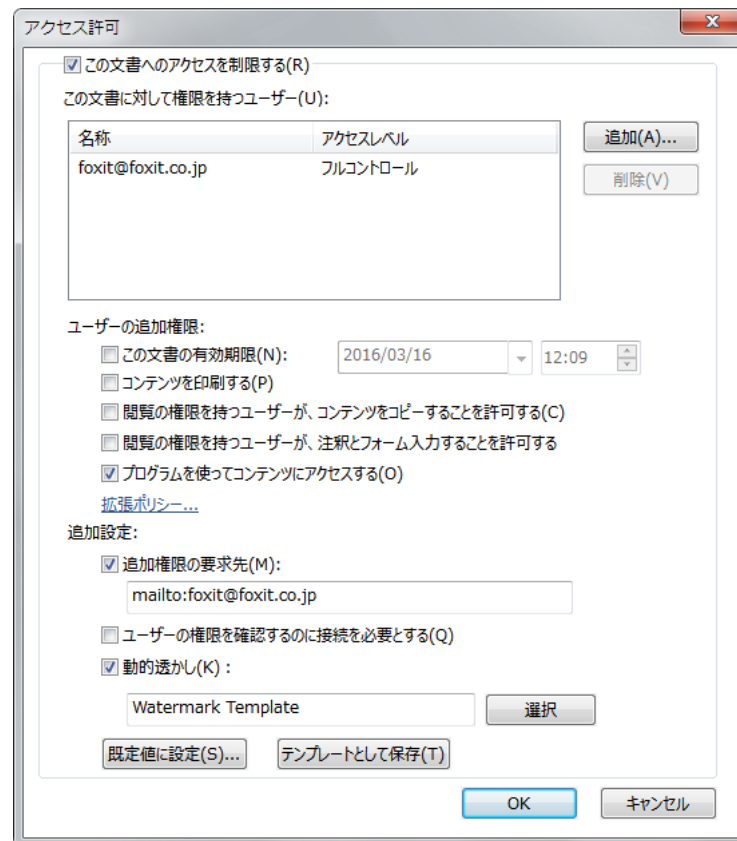 アクセス許可
この文書へのアクセスを制限する(R)
この文書に対して権限を持つユーザー(U):
名称 アクセスレベル 追加(A)...
foxit@foxit.co.jp フルコントロール 削除(V)
ユーザーの追加権限:
この文書の有効期限(N): 2016/03/16 12:09
コンテンツを印刷する(P)
閲覧の権限を持つユーザーが、コンテンツをコピーすることを許可する(C)
閲覧の権限を持つユーザーが、注釈とフォーム入力することを許可する
プログラムを使ってコンテンツにアクセスする(O)
拡張ポリシー...
追加設定:
追加権限の要求先(M):
mailto:foxit@foxit.co.jp
ユーザーの権限を確認するのに接続を必要とする(Q)
動的透かし(K) :
Watermark Template 選択
既定値に設定(S)... テンプレートとして保存(T)
OK キャンセル